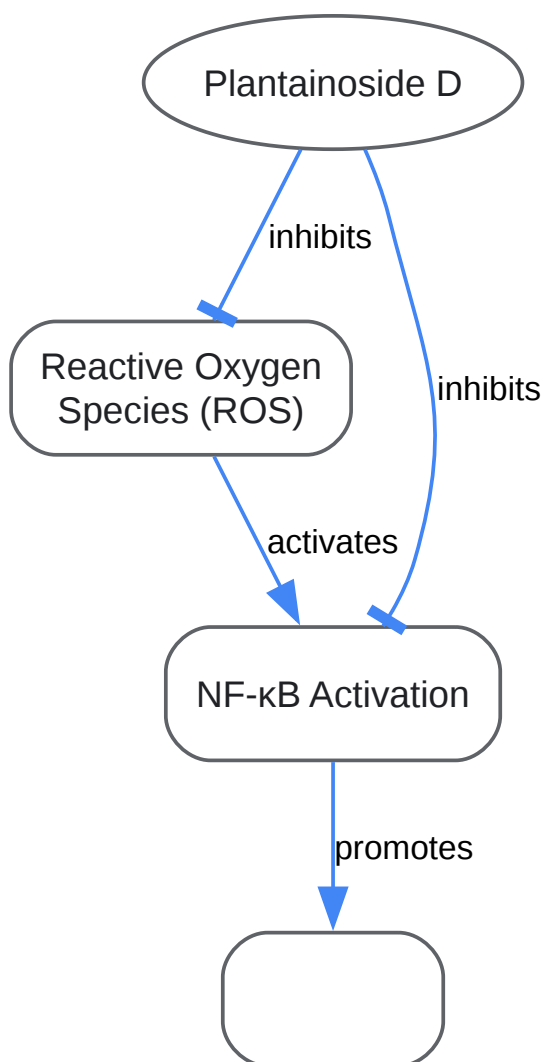 Plantainoside D
inhibits
Reactive Oxygen
Species (ROS)
inhibits
activates
NF-κB Activation
promotes